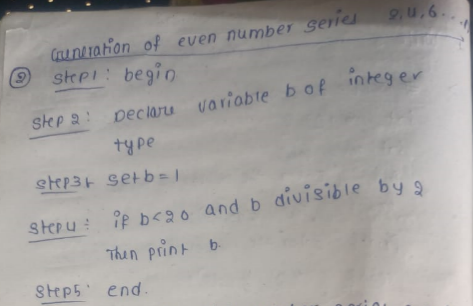 Generation of even number series 2,4,6...
② Step1: begin
Step 2: Declare variable b of integer
type
Step3: set b=1
Step4: if b<20 and b divisible by 2
Then print b.
Step5: end.